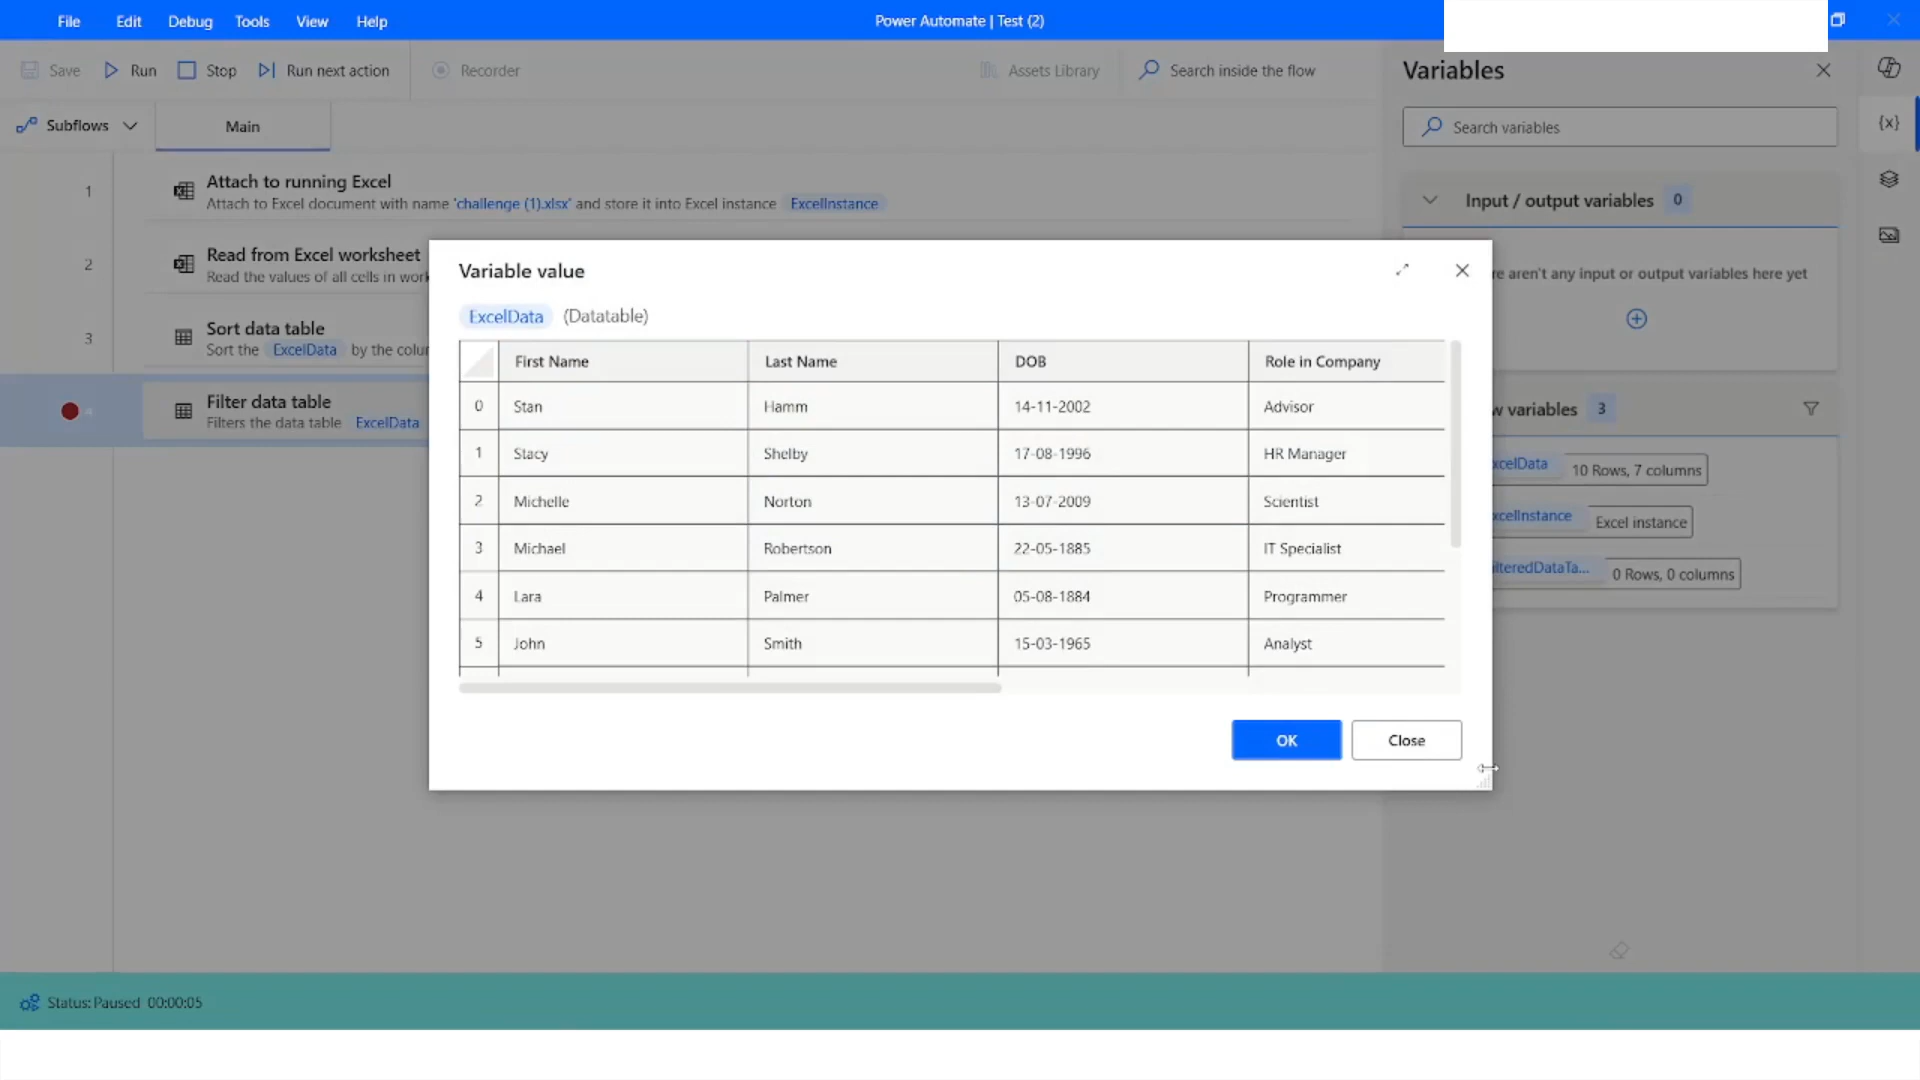 File Edit Debug Tools View Help
Power Automate | Test (2)
Save Run Stop Run next action Recorder Assets Library Search inside the flow
Subflows Main
1 Attach to running Excel
Attach to Excel document with name 'challenge (1).xlsx' and store it into Excel instance ExcelInstance
2 Read from Excel worksheet
Read the values of all cells in work
3 Sort data table
Sort the ExcelData by the colur
4 Filter data table
Filters the data table ExcelData
Variable value
ExcelData (Datatable)
First Name Last Name DOB Role in Company
0 Stan Hamm 14-11-2002 Advisor
1 Stacy Shelby 17-08-1996 HR Manager
2 Michelle Norton 13-07-2009 Scientist
3 Michael Robertson 22-05-1885 IT Specialist
4 Lara Palmer 05-08-1884 Programmer
5 John Smith 15-03-1965 Analyst
OK Close
Variables
{x}
Search variables
Input / output variables 0
re aren't any input or output variables here yet
w variables 3
xcelData 10 Rows, 7 columns
xcelInstance Excel instance
ilteredDataTa... 0 Rows, 0 columns
Status: Paused 00:00:05